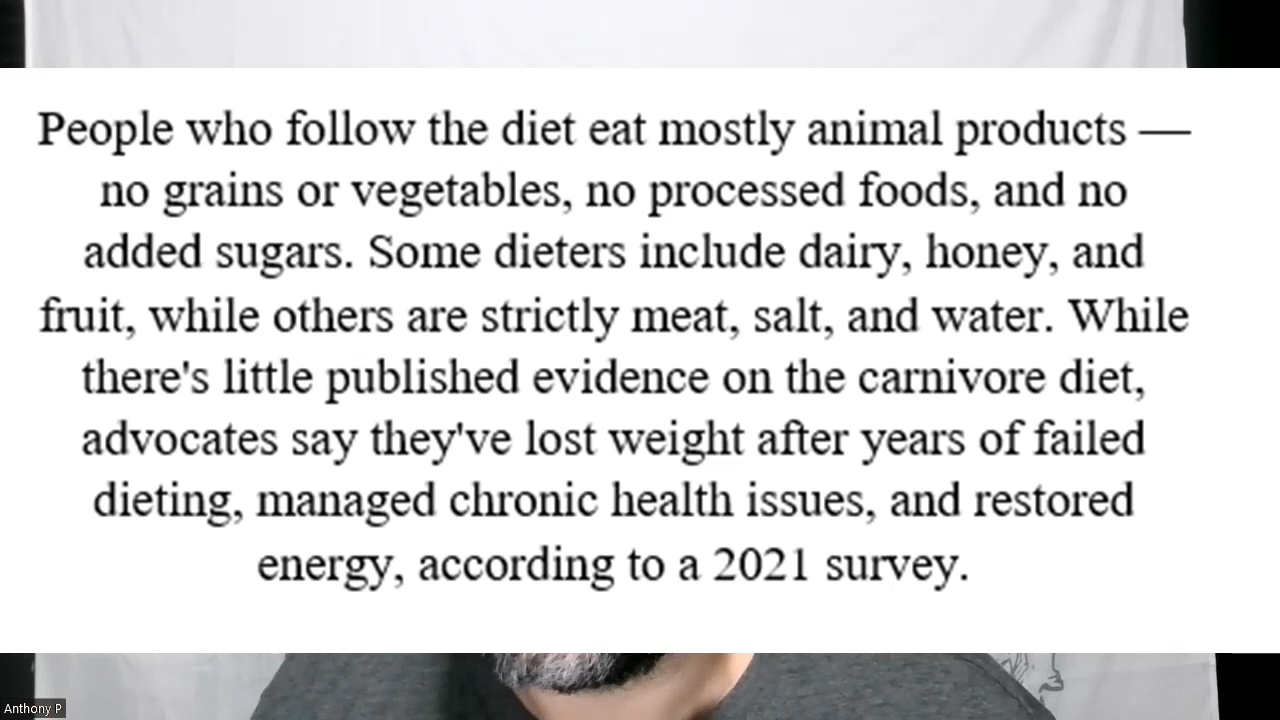 People who follow the diet eat mostly animal products —
no grains or vegetables, no processed foods, and no
added sugars. Some dieters include dairy, honey, and
fruit, while others are strictly meat, salt, and water. While
there's little published evidence on the carnivore diet,
advocates say they've lost weight after years of failed
dieting, managed chronic health issues, and restored
energy, according to a 2021 survey.
Anthony P